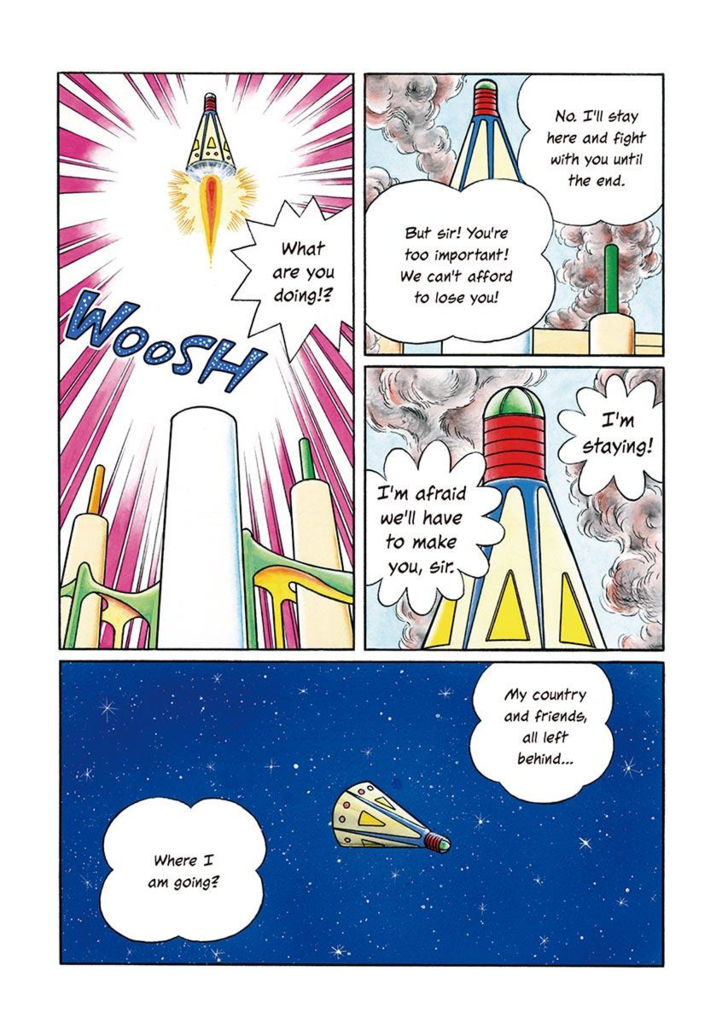 No. I'll stay
here and fight
with you until
the end.
But sir! You're
too important!
We can't afford
to lose you!
I'm
staying!
I'm afraid
we'll have
to make
you, sir.
What
are you
doing!?
WOOSH
My country
and friends,
all left
behind...
Where I
am going?